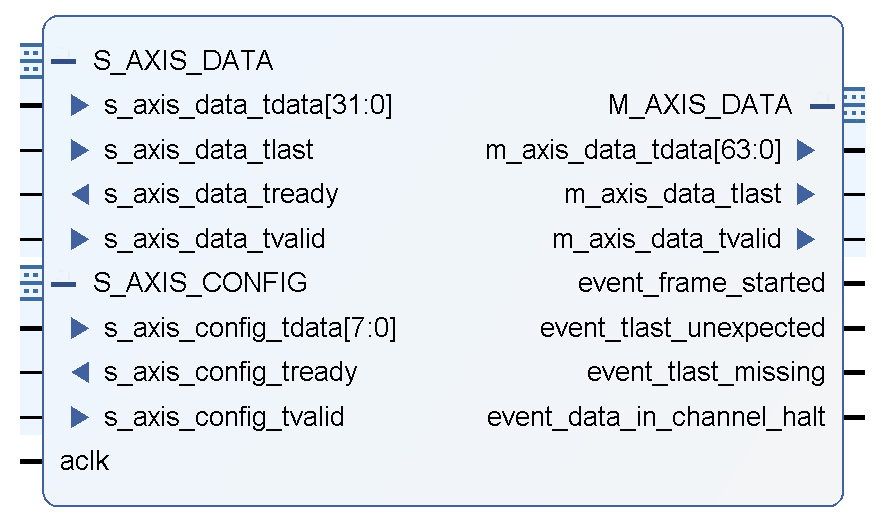 S_AXIS_DATA
s_axis_data_tdata[31:0]
s_axis_data_tlast
s_axis_data_tready
s_axis_data_tvalid
S_AXIS_CONFIG
s_axis_config_tdata[7:0]
s_axis_config_tready
s_axis_config_tvalid
aclk
M_AXIS_DATA
m_axis_data_tdata[63:0]
m_axis_data_tlast
m_axis_data_tvalid
event_frame_started
event_tlast_unexpected
event_tlast_missing
event_data_in_channel_halt